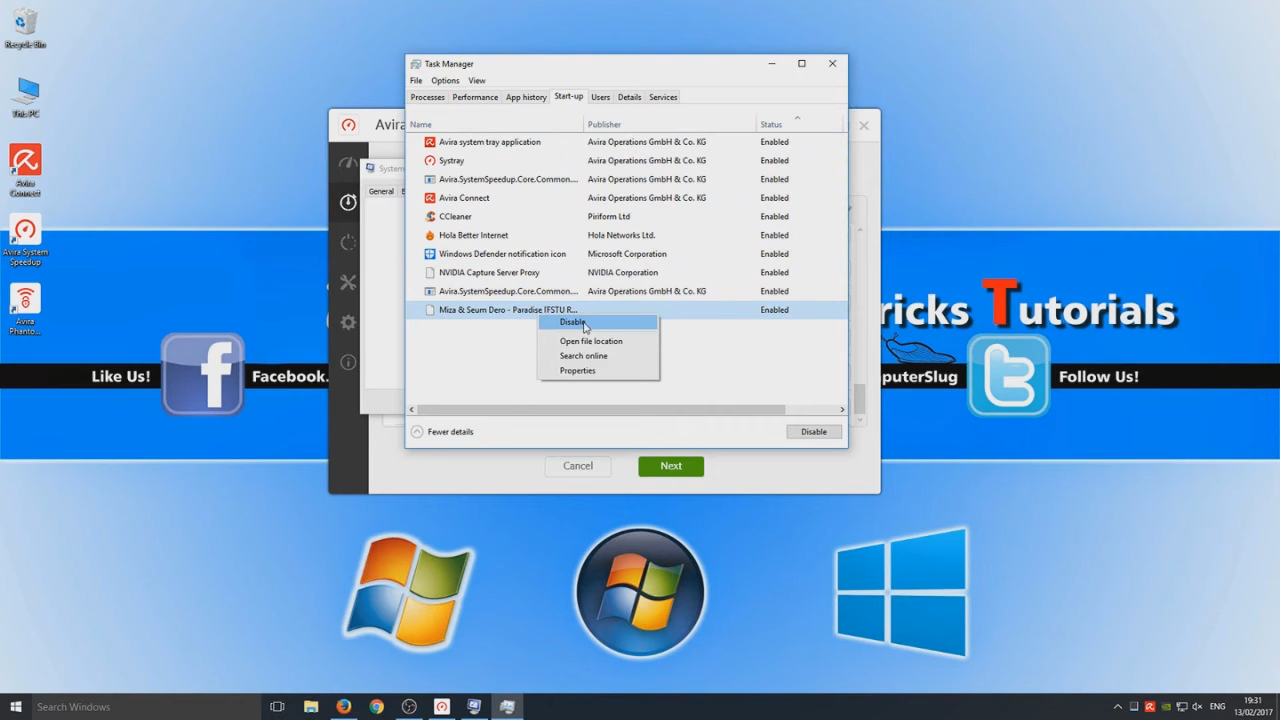 Recycle Bin
This PC
Avira
Connect
Avira System
Speedup
Avira
Phanto...
Task Manager
File Options View
Processes Performance App history Start-up Users Details Services
Name Publisher Status
Avira system tray application Avira Operations GmbH & Co. KG Enabled
Systray Avira Operations GmbH & Co. KG Enabled
Avira.SystemSpeedup.Core.Common.... Avira Operations GmbH & Co. KG Enabled
Avira Connect Avira Operations GmbH & Co. KG Enabled
CCleaner Piriform Ltd Enabled
Hola Better Internet Hola Networks Ltd. Enabled
Windows Defender notification icon Microsoft Corporation Enabled
NVIDIA Capture Server Proxy NVIDIA Corporation Enabled
Avira.SystemSpeedup.Core.Common.... Avira Operations GmbH & Co. KG Enabled
Miza & Seum Dero - Paradise [FSTU R... Enabled
Disable
Open file location
Search online
Properties
Fewer details Disable
Avira
System
General
Cancel Next
ricks Tutorials
Like Us! Facebook.
puterSlug Follow Us!
Search Windows
ENG
19:31
13/02/2017